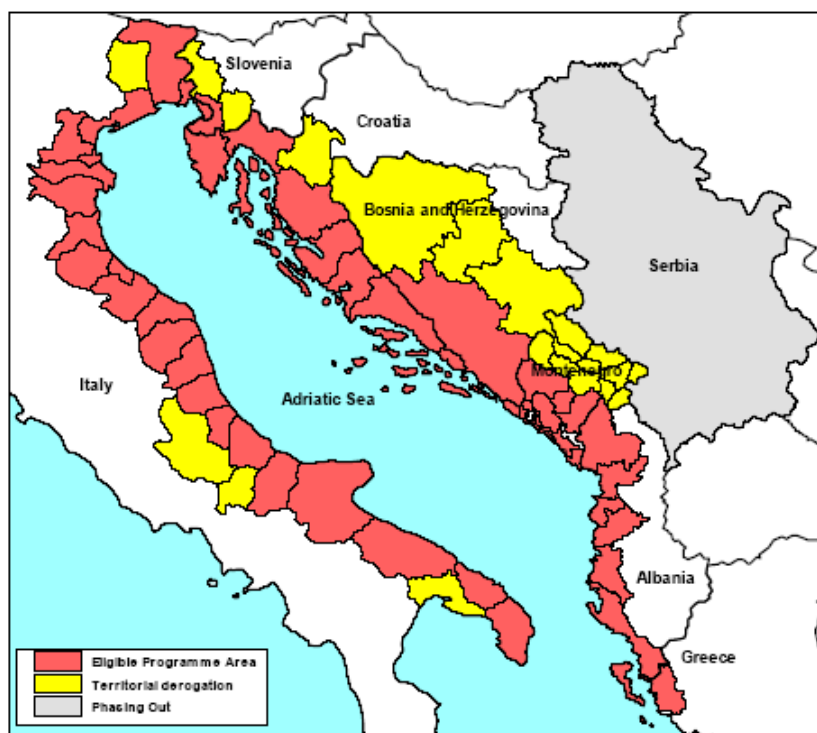 Slovenia
Croatia
Bosnia and Herzegovina
Serbia
Italy
Montenegro
Adriatic Sea
Albania
Greece
Eligible Programme Area
Territorial derogation
Phasing Out